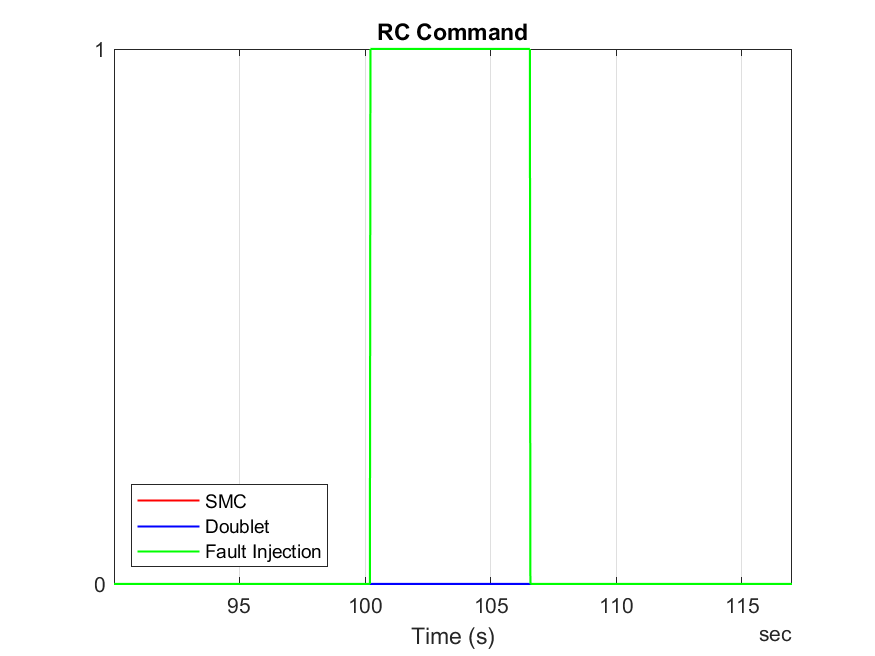 RC Command
1
0
SMC
Doublet
Fault Injection
95
100
105
110
115
Time (s)
sec